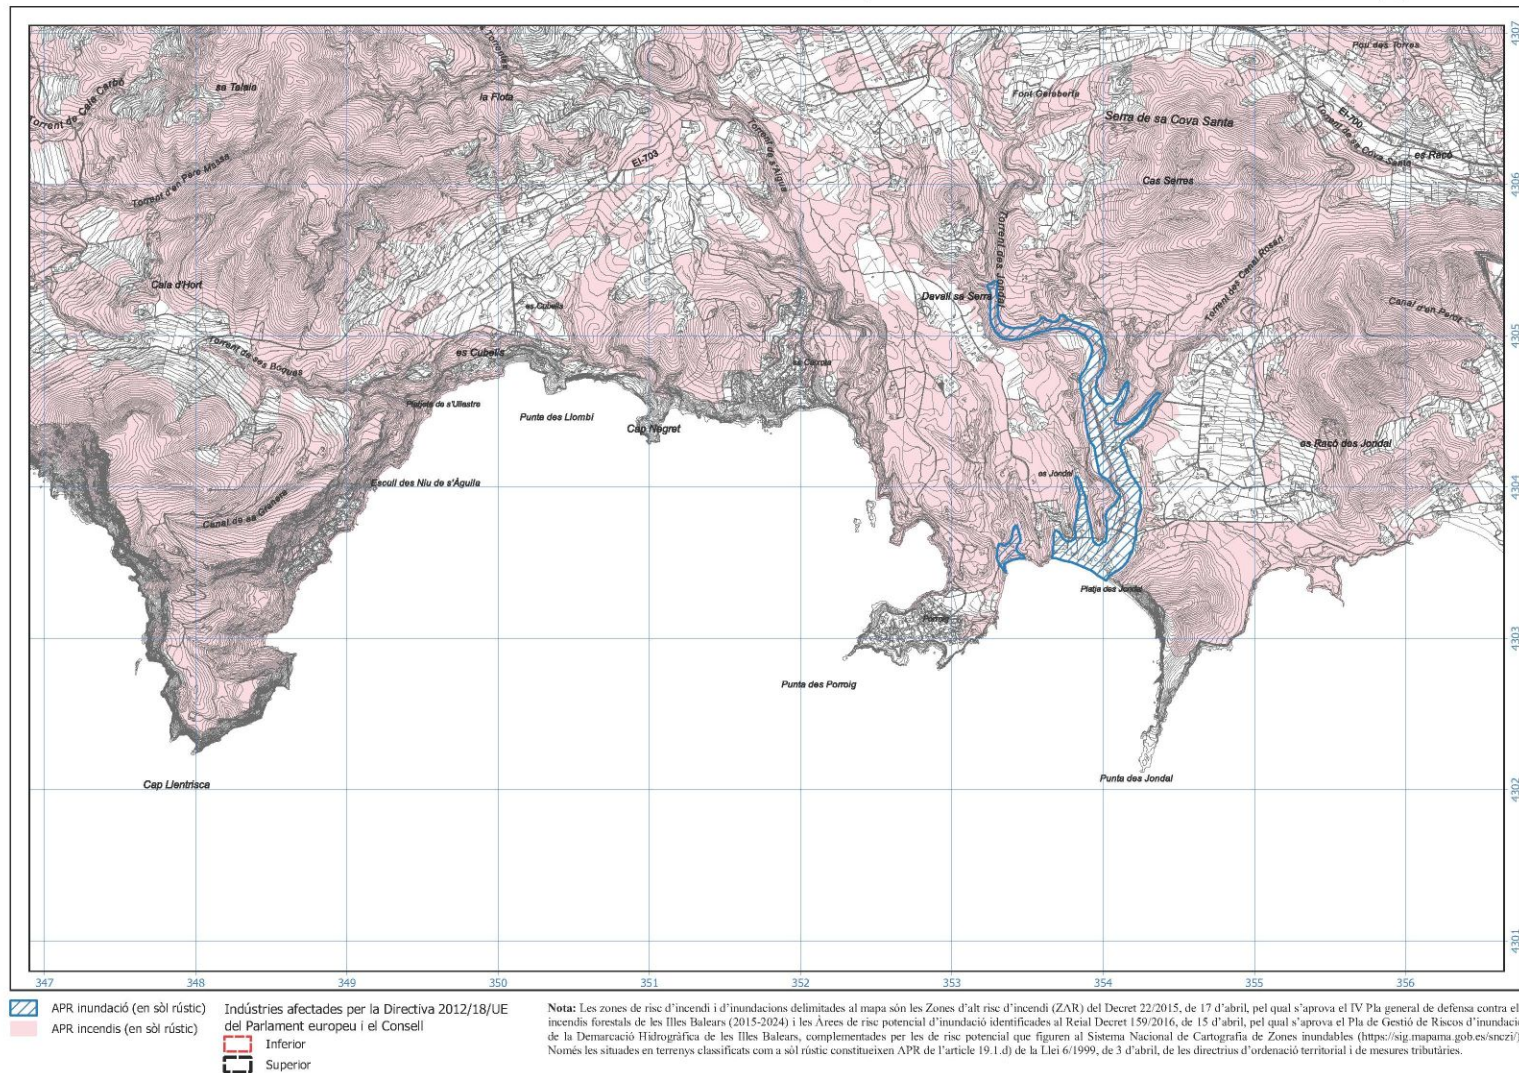 4307
Pou des Torres
sa Talaia
la Flota
Font Geleberta
Torrent de Cala Carbó
Serra de sa Cova Santa
EI-700
Torrent de s'Aigua
Torrent de sa Cova Santa
es Racó
EI-703
Torrent d'en Pere Mussa
Cas Serres
4306
Torrent des Jondal
Torrent des Canal Rosan
Cala d'Hort
Davall sa Serra
es Cubells
Canal d'en Perot
4305
Torrent de ses Boques
es Cubells
Platjeta de s'Ullestre
Punta des Llombí
Cap Negret
es Racó des Jondal
es Jondal
Escull des Niu de s'Àguila
4304
Canal de sa Granere
Platja des Jondal
Porroig
4303
Punta des Porroig
Cap Llentrisca
Punta des Jondal
4302
4301
347 348 349 350 351 352 353 354 355 356
APR inundació (en sòl rústic)
APR incendis (en sòl rústic)
Indústries afectades per la Directiva 2012/18/UE
del Parlament europeu i el Consell
Inferior
Superior
Nota: Les zones de risc d'incendi i d'inundacions delimitades al mapa són les Zones d'alt risc d'incendi (ZAR) del Decret 22/2015, de 17 d'abril, pel qual s'aprova el IV Pla general de defensa contra el
incendis forestals de les Illes Balears (2015-2024) i les Àrees de risc potencial d'inundació identificades al Reial Decret 159/2016, de 15 d'abril, pel qual s'aprova el Pla de Gestió de Riscos d'inundació
de la Demarcació Hidrogràfica de les Illes Balears, complementades per les de risc potencial que figuren al Sistema Nacional de Cartografia de Zones inundables (https://sig.mapama.gob.es/snczi/)
Només les situades en terrenys classificats com a sòl rústic constitueixen APR de l'article 19.1.d) de la Llei 6/1999, de 3 d'abril, de les directrius d'ordenació territorial i de mesures tributàries.